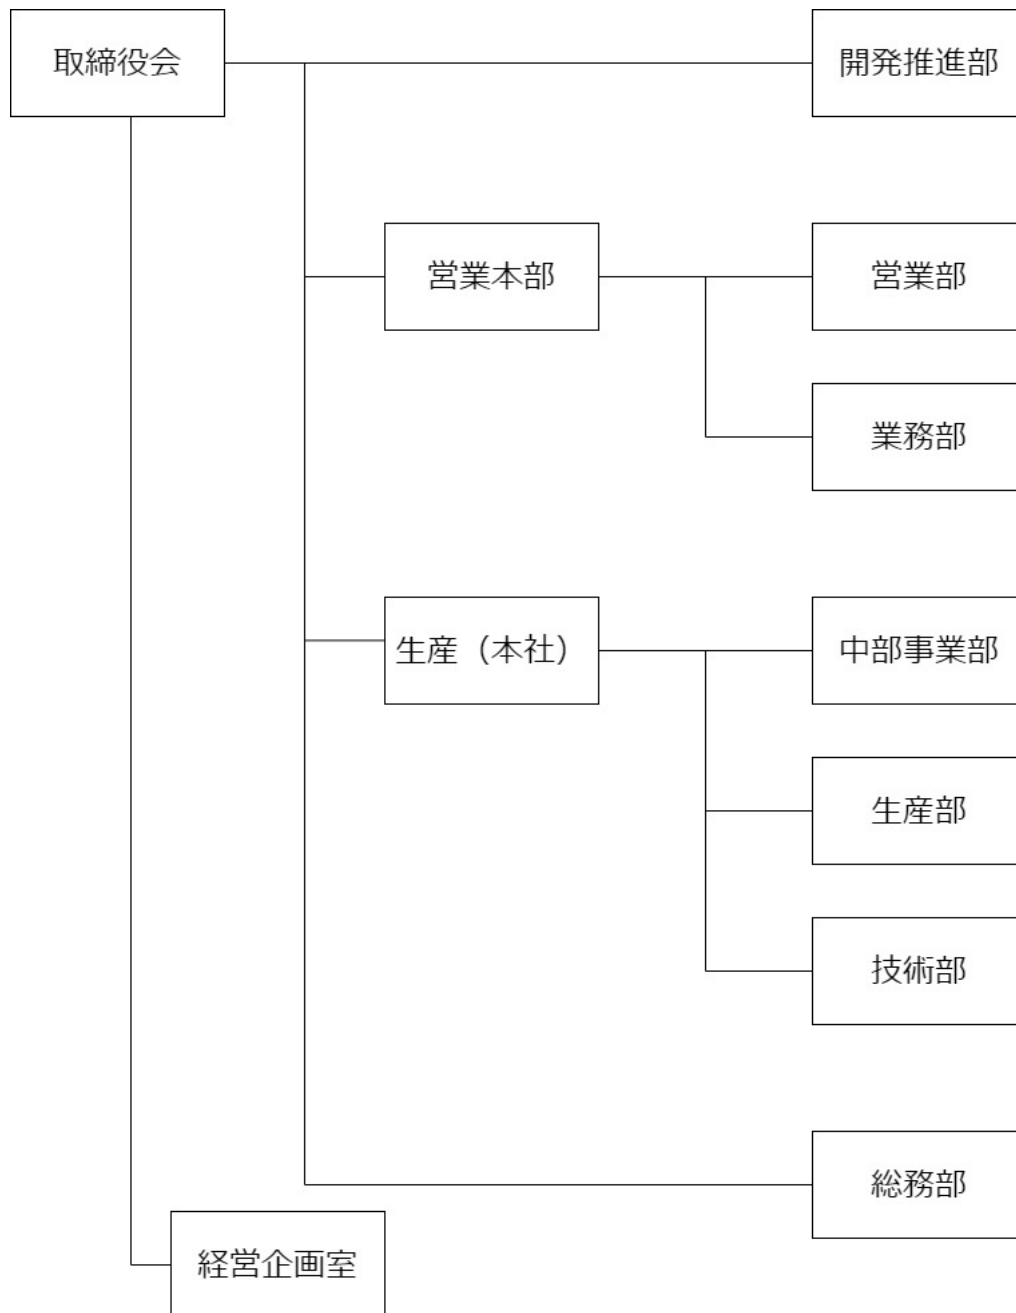 取締役会
開発推進部
営業本部
営業部
業務部
生産（本社）
中部事業部
生産部
技術部
総務部
経営企画室